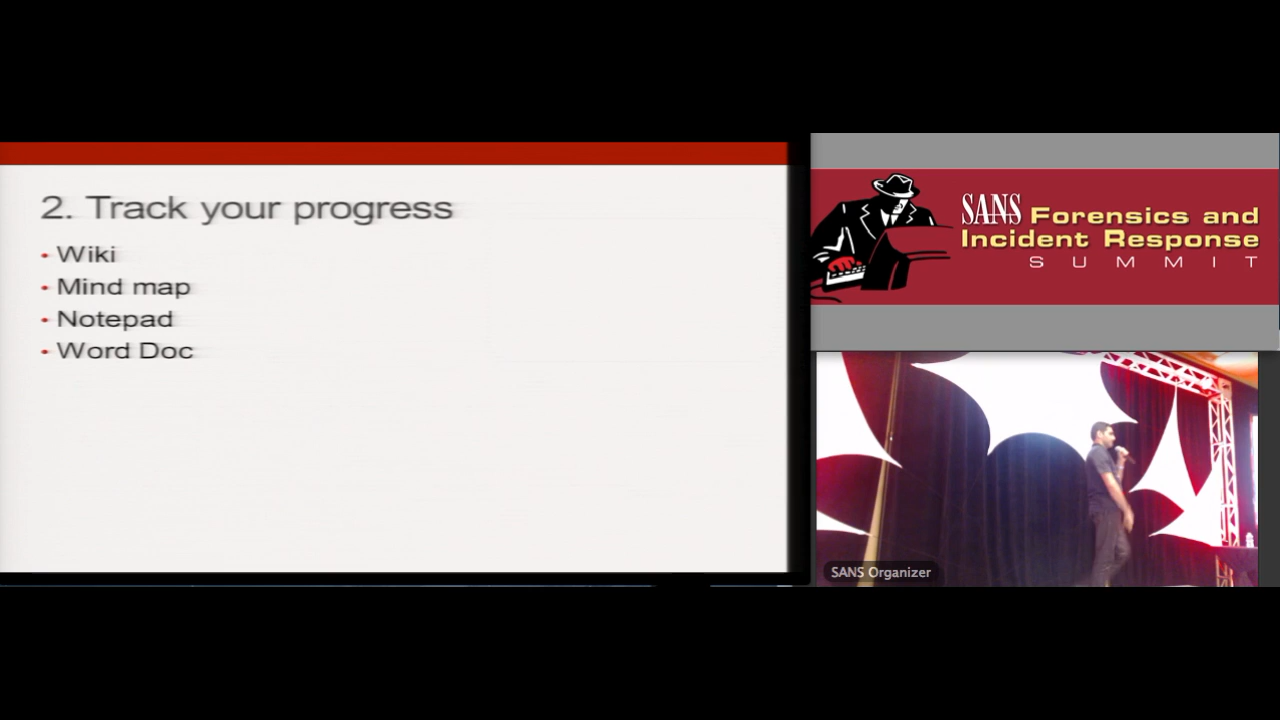 2. Track your progress
• Wiki
• Mind map
• Notepad
• Word Doc
SANS Forensics and
Incident Response
SUMMIT
SANS Organizer